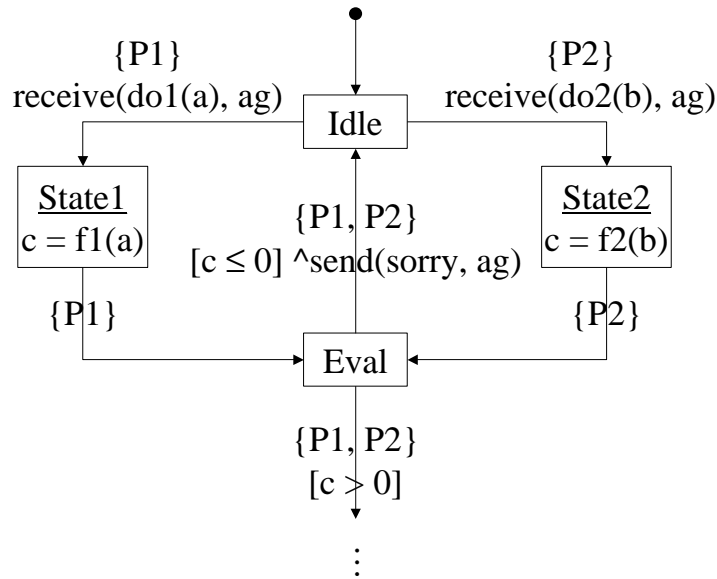 {P1}
receive(do1(a), ag)
{P2}
receive(do2(b), ag)
Idle
State1
c = f1(a)
{P1, P2}
[c ≤ 0] ^send(sorry, ag)
State2
c = f2(b)
{P1}
{P2}
Eval
{P1, P2}
[c > 0]
⋮